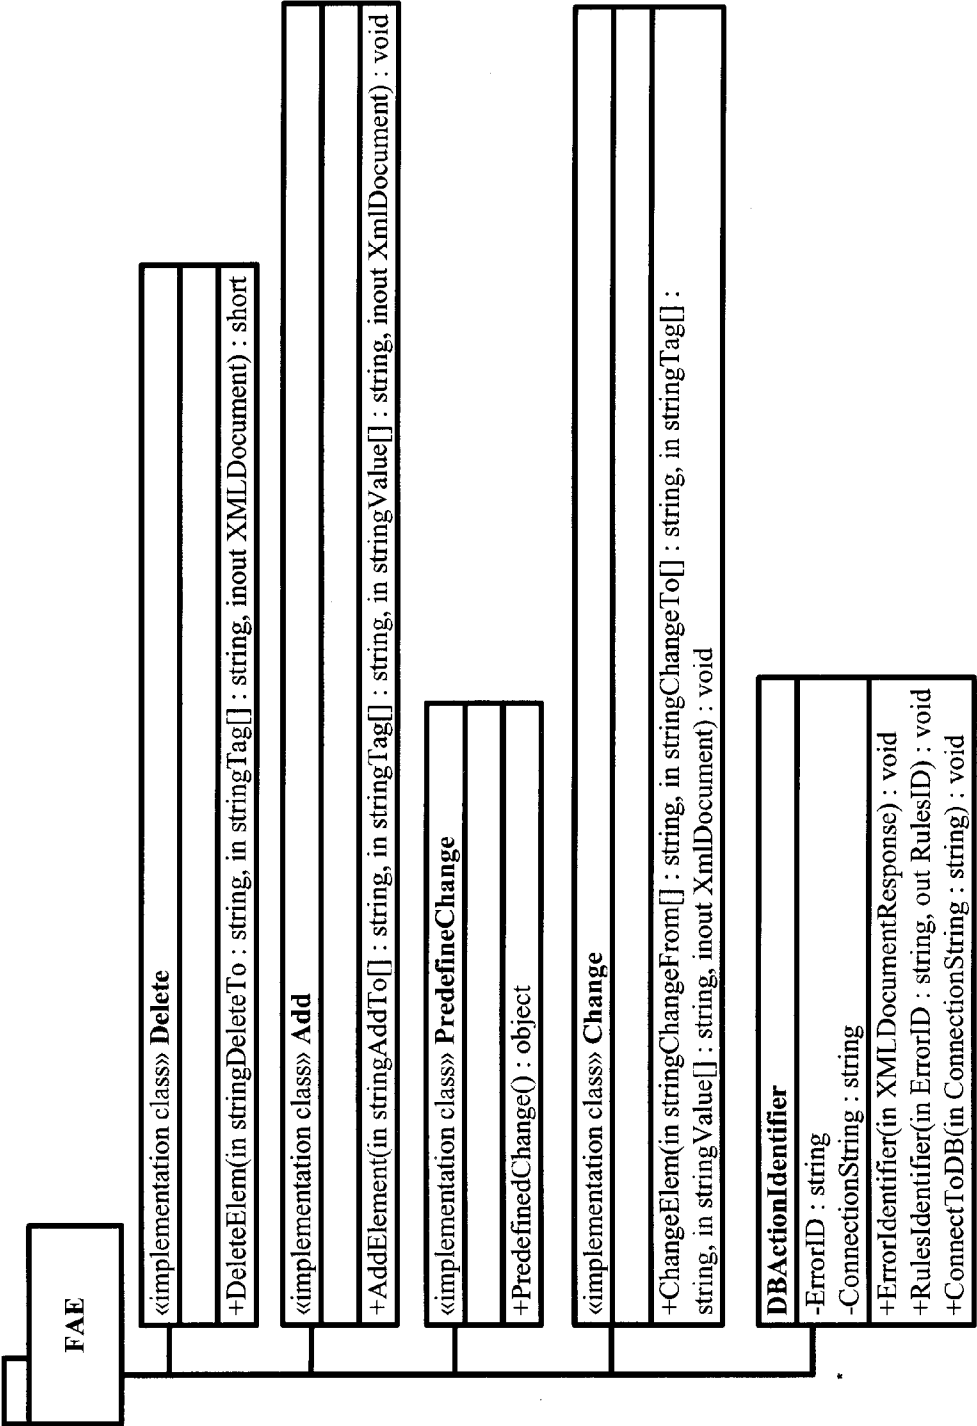 FAE
«implementation class» Delete
+DeleteElem(in stringDeleteTo : string, in stringTag[] : string, inout XMLDocument) : short
«implementation class» Add
+AddElement(in stringAddTo[] : string, in stringTag[] : string, in stringValue[] : string, inout XmlDocument) : void
«implementation class» PredefineChange
+PredefinedChange() : object
«implementation class» Change
+ChangeElem(in stringChangeFrom[] : string, in stringChangeTo[] : string, in stringTag[] :
string, in stringValue[] : string, inout XmlDocument) : void
DBActionIdentifier
-ErrorID : string
-ConnectionString : string
+ErrorIdentifier(in XMLDocumentResponse) : void
+RulesIdentifier(in ErrorID : string, out RulesID) : void
+ConnectToDB(in ConnectionString : string) : void
*